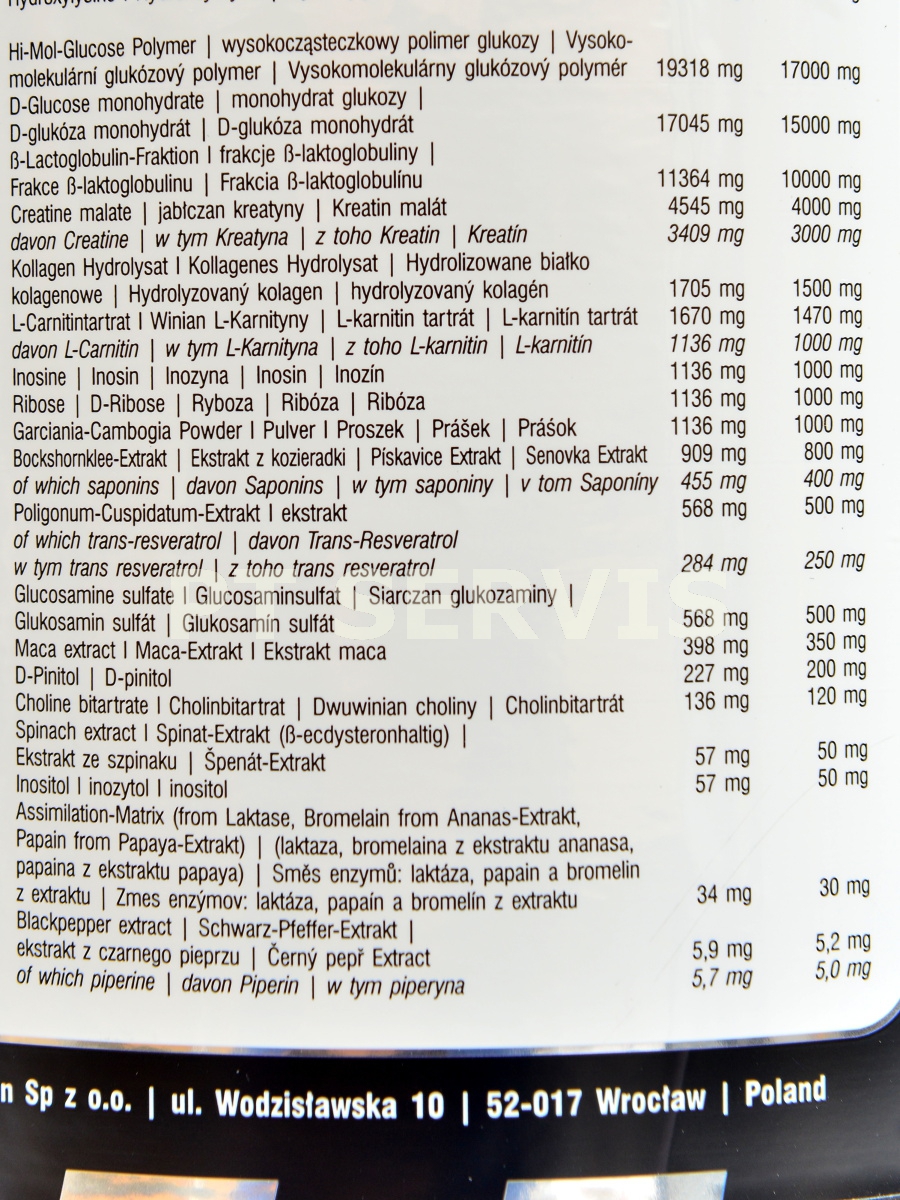 Hi-Mol-Glucose Polymer | wysokocząsteczkowy polimer glukozy | Vysoko-
molekulární glukózový polymer | Vysokomolekulárny glukózový polymér 19318 mg 17000 mg
D-Glucose monohydrate | monohydrat glukozy |
D-glukóza monohydrát | D-glukóza monohydrát 17045 mg 15000 mg
ß-Lactoglobulin-Fraktion I frakcje ß-laktoglobuliny |
Frakce ß-laktoglobulinu | Frakcia ß-laktoglobulínu 11364 mg 10000 mg
Creatine malate | jabłczan kreatyny | Kreatin malát 4545 mg 4000 mg
davon Creatine | w tym Kreatyna | z toho Kreatin | Kreatín 3409 mg 3000 mg
Kollagen Hydrolysat I Kollagenes Hydrolysat | Hydrolizowane białko
kolagenowe | Hydrolyzovaný kolagen | hydrolyzovaný kolagén 1705 mg 1500 mg
L-Carnitintartrat I Winian L-Karnityny | L-karnitin tartrát | L-karnitín tartrát 1670 mg 1470 mg
davon L-Carnitin | w tym L-Karnityna | z toho L-karnitin | L-karnitín 1136 mg 1000 mg
Inosine | Inosin | Inozyna | Inosin | Inozín 1136 mg 1000 mg
Ribose | D-Ribose | Ryboza | Ribóza | Ribóza 1136 mg 1000 mg
Garciania-Cambogia Powder I Pulver I Proszek | Prášek | Prášok 1136 mg 1000 mg
Bockshornklee-Extrakt | Ekstrakt z kozieradki | Pískavice Extrakt | Senovka Extrakt 909 mg 800 mg
of which saponins | davon Saponins | w tym saponiny | v tom Saponíny 455 mg 400 mg
Poligonum-Cuspidatum-Extrakt I ekstrakt 568 mg 500 mg
of which trans-resveratrol | davon Trans-Resveratrol
w tym trans resveratrol | z toho trans resveratrol 284 mg 250 mg
Glucosamine sulfate I Glucosaminsulfat | Siarczan glukozaminy |
Glukosamin sulfát | Glukosamín sulfát 568 mg 500 mg
Maca extract I Maca-Extrakt I Ekstrakt maca 398 mg 350 mg
D-Pinitol | D-pinitol 227 mg 200 mg
Choline bitartrate I Cholinbitartrat | Dwuwinian choliny | Cholinbitartrát 136 mg 120 mg
Spinach extract I Spinat-Extrakt (ß-ecdysteronhaltig) |
Ekstrakt ze szpinaku | Špenát-Extrakt 57 mg 50 mg
Inositol I inozytol I inositol 57 mg 50 mg
Assimilation-Matrix (from Laktase, Bromelain from Ananas-Extrakt,
Papain from Papaya-Extrakt) | (laktaza, bromelaina z ekstraktu ananasa,
papaina z ekstraktu papaya) | Směs enzymů: laktáza, papain a bromelin
z extraktu | Zmes enzýmov: laktáza, papaín a bromelín z extraktu 34 mg 30 mg
Blackpepper extract | Schwarz-Pfeffer-Extrakt |
ekstrakt z czarnego pieprzu | Černý pepř Extract 5,9 mg 5,2 mg
of which piperine | davon Piperin | w tym piperyna 5,7 mg 5,0 mg
PT SERVIS
n Sp z o.o. | ul. Wodzisławska 10 | 52-017 Wrocław | Poland